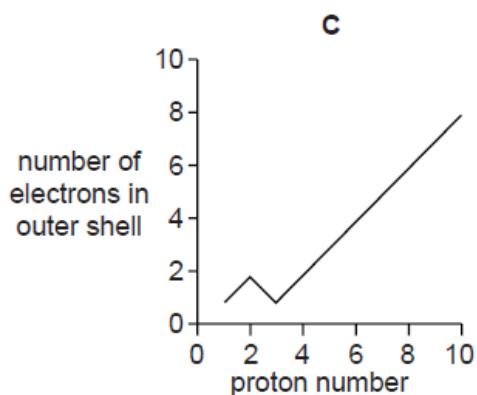 C
10
8
6
4
2
0
number of
electrons in
outer shell
0 2 4 6 8 10
proton number